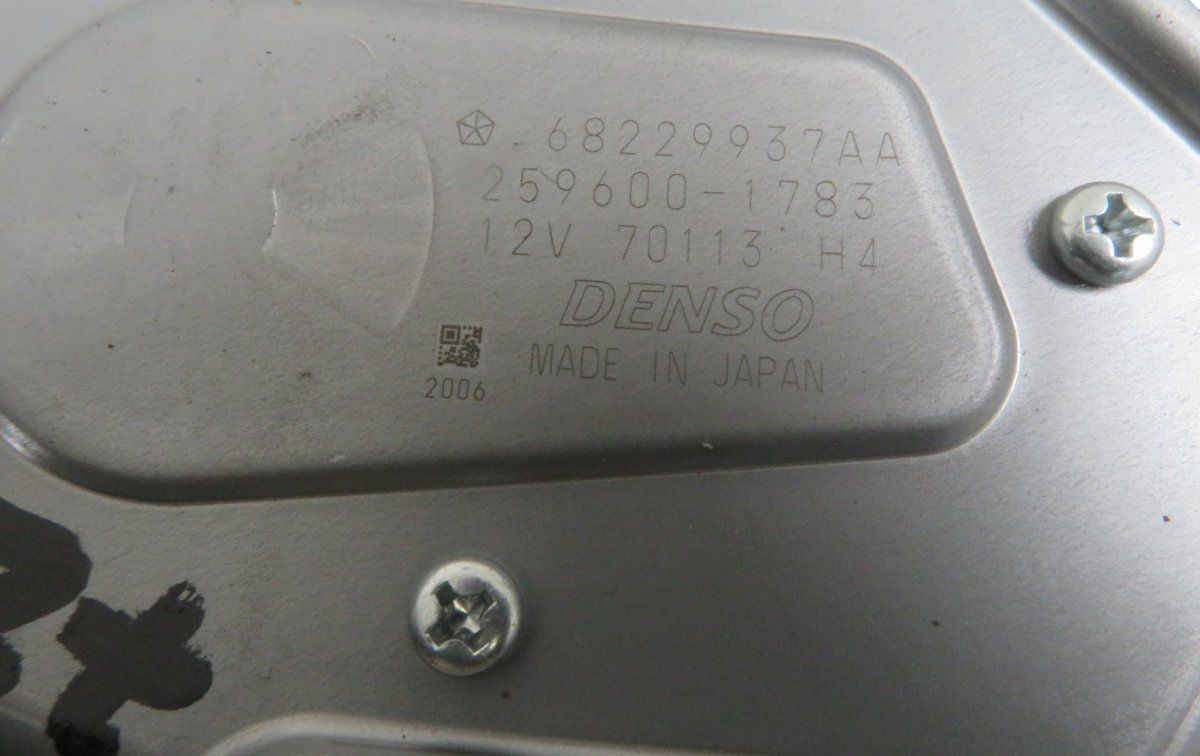 68229937AA
259600-1783
12V 70113 H4
DENSO
MADE IN JAPAN
2006